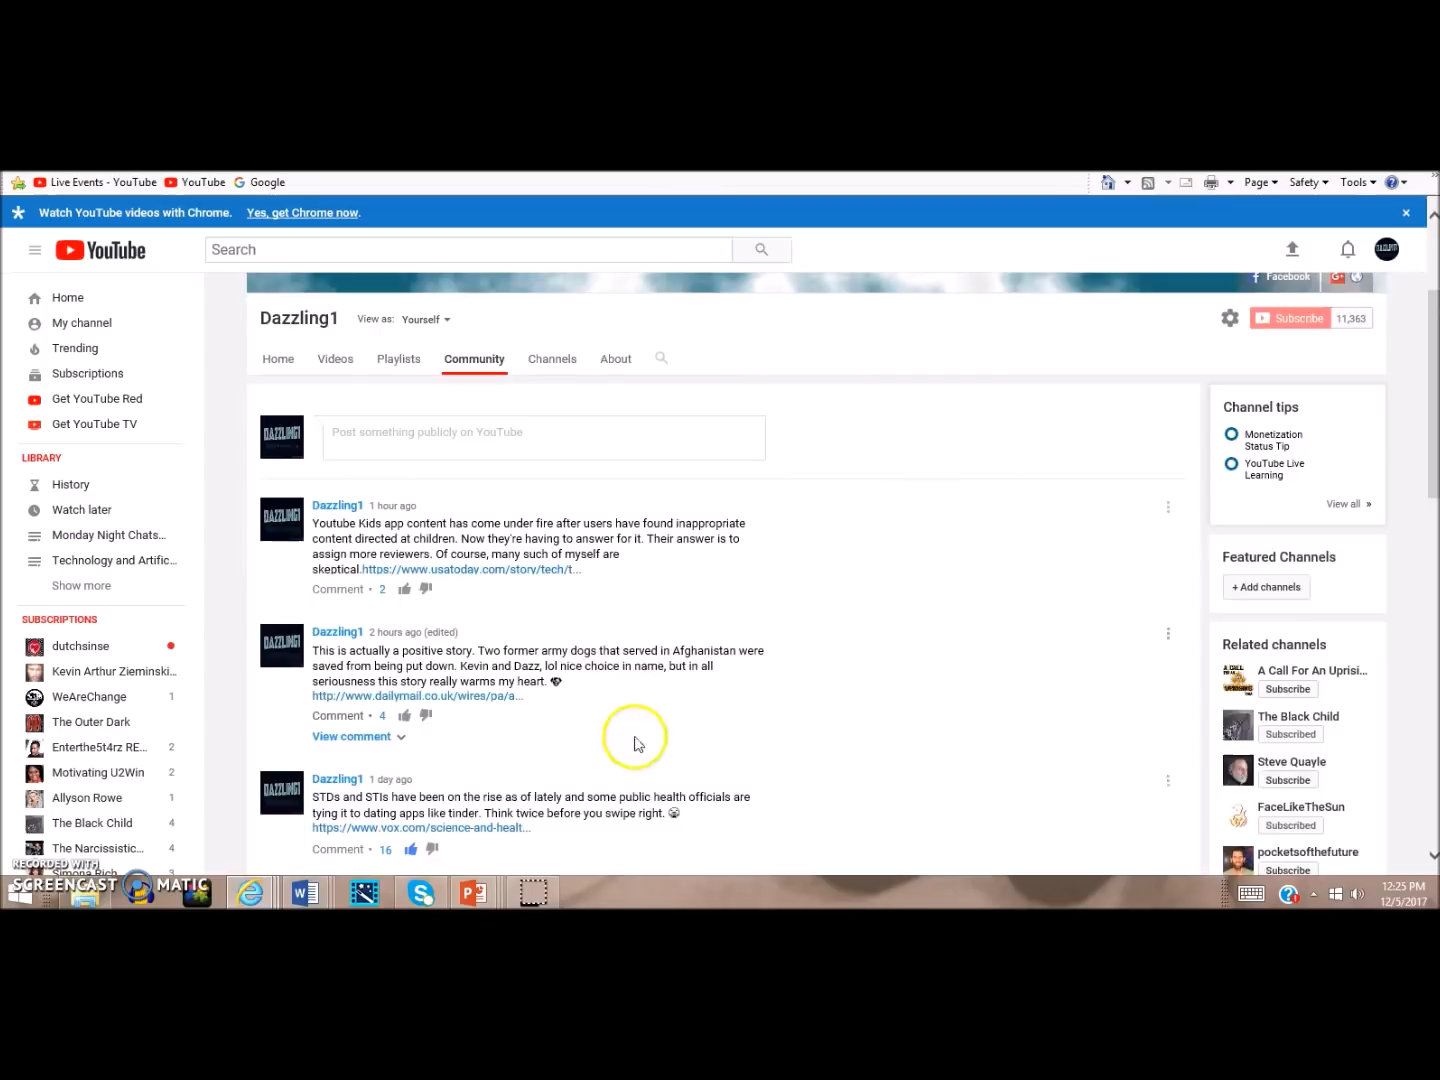 Live Events - YouTube YouTube Google
Page Safety Tools
Watch YouTube videos with Chrome. Yes, get Chrome now.
YouTube Search DAZZLING1
Facebook G+
Dazzling1 View as: Yourself Subscribe 11,363
Home Videos Playlists Community Channels About
Home
My channel
Trending
Subscriptions
Get YouTube Red
Get YouTube TV
LIBRARY
History
Watch later
Monday Night Chats...
Technology and Artific...
Show more
SUBSCRIPTIONS
dutchsinse
Kevin Arthur Zieminski...
WeAreChange 1
The Outer Dark
Enterthe5t4rz RE... 2
Motivating U2Win 2
Allyson Rowe 1
The Black Child 4
The Narcissistic... 4
Simona Rich 3
DAZZLING1
Post something publicly on YouTube
DAZZLING1
Dazzling1 1 hour ago
Youtube Kids app content has come under fire after users have found inappropriate
content directed at children. Now they're having to answer for it. Their answer is to
assign more reviewers. Of course, many such of myself are
skeptical.https://www.usatoday.com/story/tech/t...
Comment • 2
DAZZLING1
Dazzling1 2 hours ago (edited)
This is actually a positive story. Two former army dogs that served in Afghanistan were
saved from being put down. Kevin and Dazz, lol nice choice in name, but in all
seriousness this story really warms my heart.
http://www.dailymail.co.uk/wires/pa/a...
Comment • 4
View comment
DAZZLING1
Dazzling1 1 day ago
STDs and STIs have been on the rise as of lately and some public health officials are
tying it to dating apps like tinder. Think twice before you swipe right.
https://www.vox.com/science-and-healt...
Comment • 16
Channel tips
Monetization
Status Tip
YouTube Live
Learning
View all »
Featured Channels
+ Add channels
Related channels
A Call For An Uprisi...
Subscribe
The Black Child
Subscribed
Steve Quayle
Subscribe
FaceLikeTheSun
Subscribed
pocketsofthefuture
Subscribe
RECORDED WITH
SCREENCAST MATIC
12:25 PM
12/5/2017